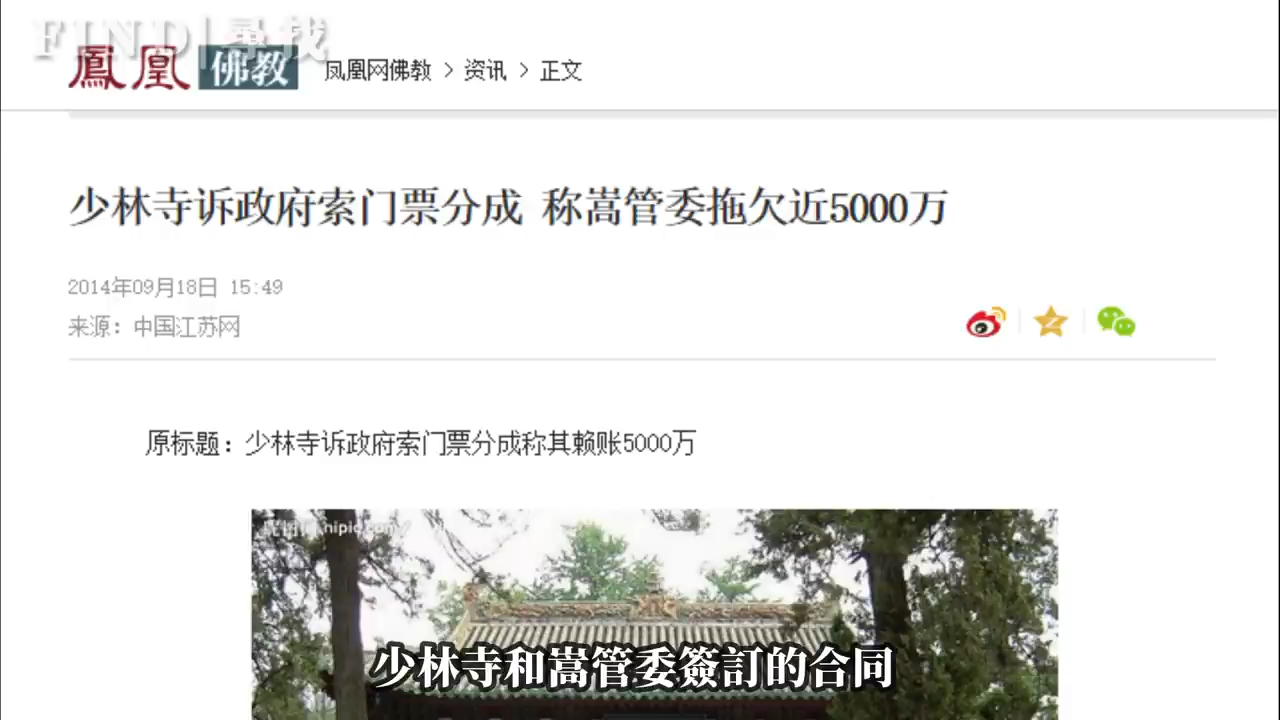 FIND|尋找
鳳凰 佛教 凤凰网佛教 > 资讯 > 正文
少林寺诉政府索门票分成 称嵩管委拖欠近5000万
2014年09月18日 15:49
来源：中国江苏网
原标题：少林寺诉政府索门票分成称其赖账5000万
nipic.com
少林寺和嵩管委簽訂的合同